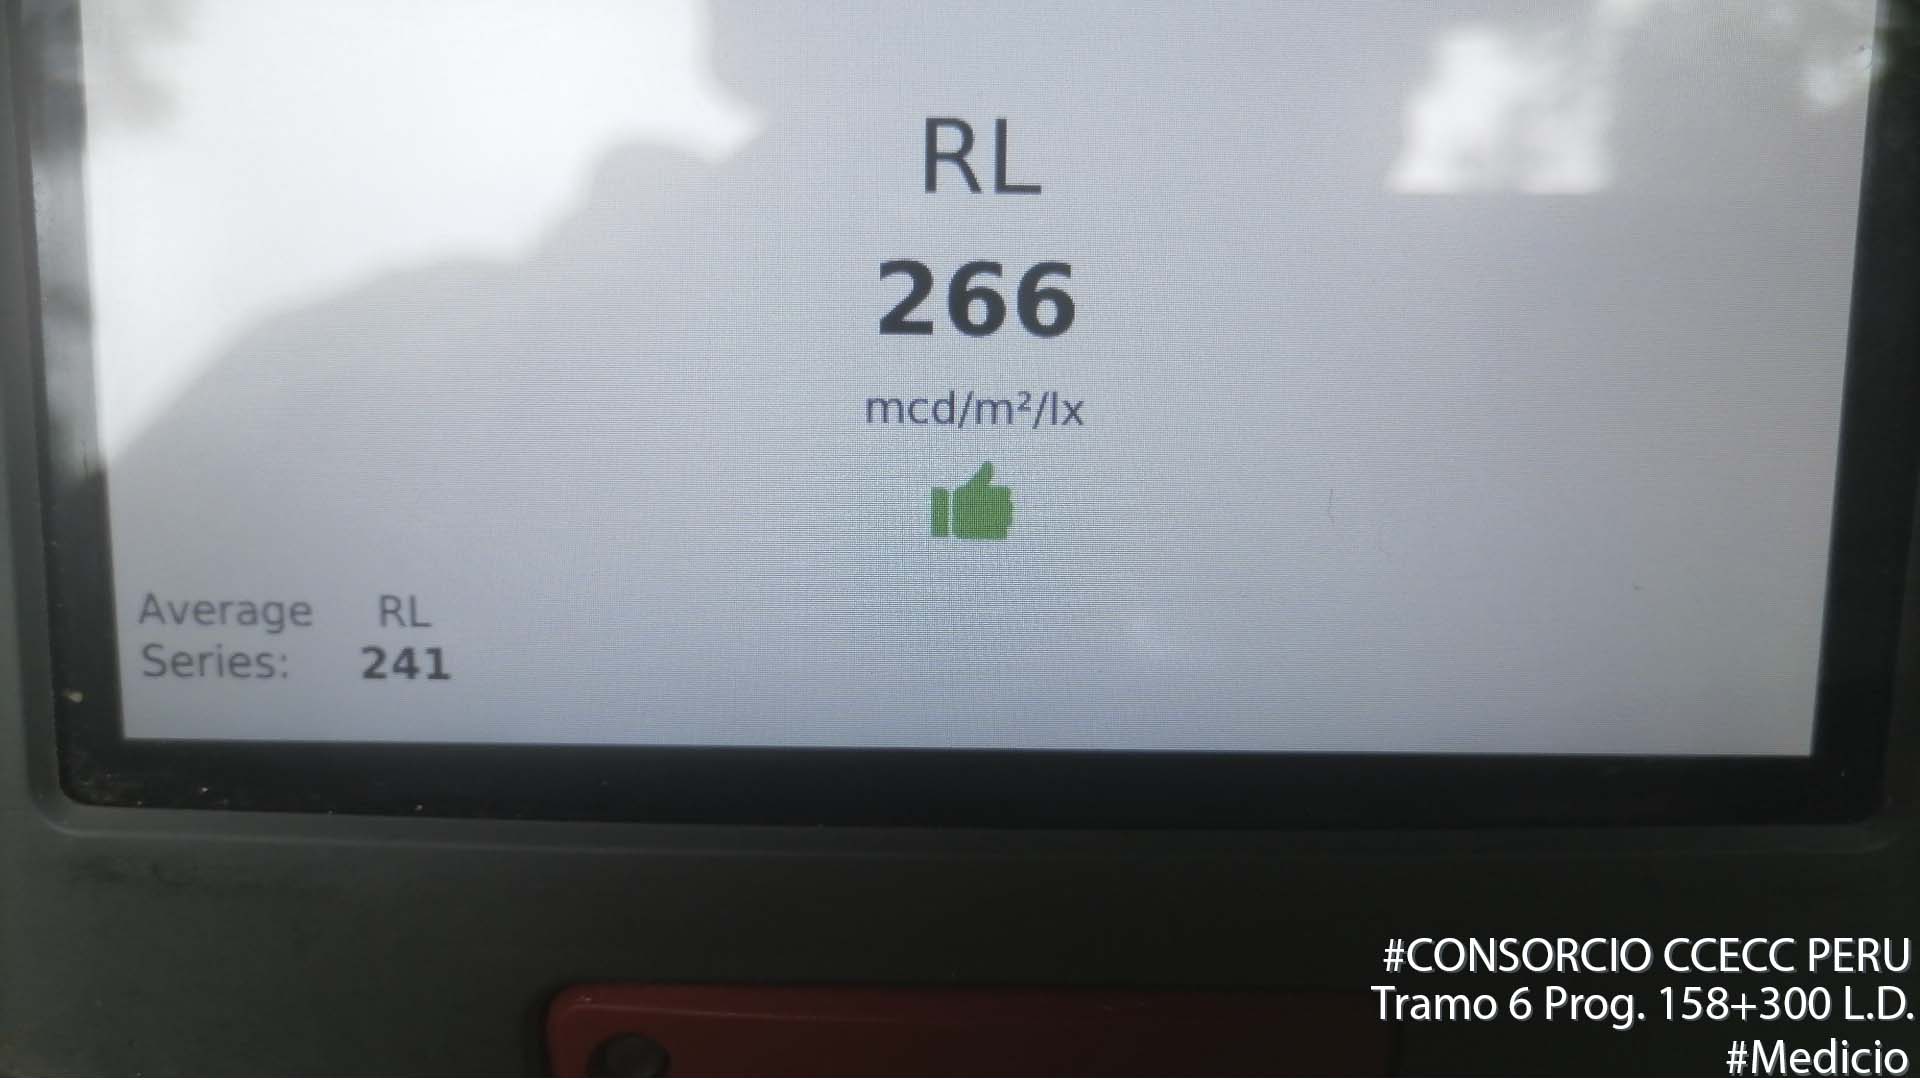 RL
266
mcd/m²/lx
Average RL
Series: 241
#CONSORCIO CCECC PERU
Tramo 6 Prog. 158+300 L.D.
#Medicio